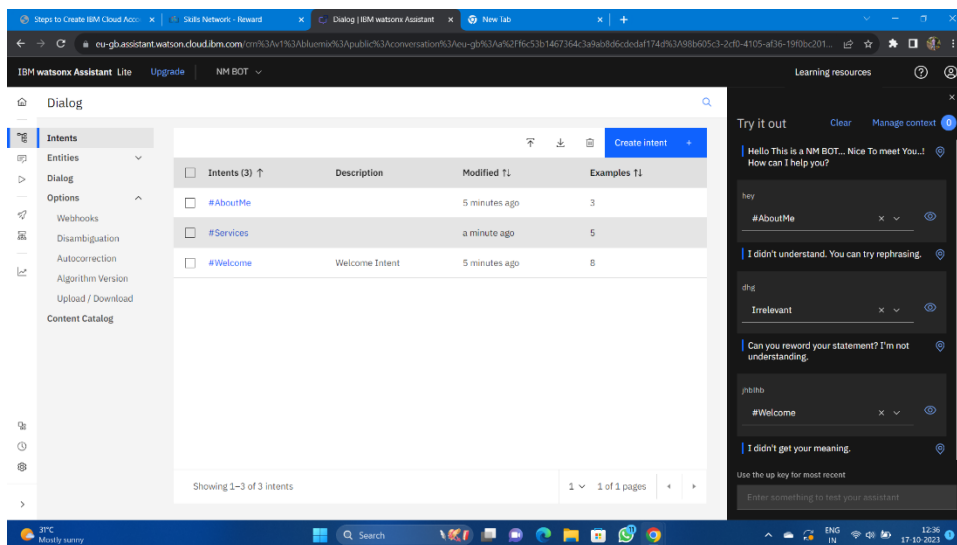 Steps to Create IBM Cloud Acco
Skills Network - Reward
Dialog | IBM watsonx Assistant
New Tab
IBM watsonx Assistant Lite
Upgrade
NM BOT
Learning resources
Dialog
Intents
Entities
Dialog
Options
Webhooks
Disambiguation
Autocorrection
Algorithm Version
Upload / Download
Content Catalog
Create intent +
Intents (3) ↑ Description Modified ↑↓ Examples ↑↓
#AboutMe 5 minutes ago 3
#Services a minute ago 5
#Welcome Welcome Intent 5 minutes ago 8
Showing 1–3 of 3 intents
1 1 of 1 pages
Try it out Clear Manage context 0
Hello This is a NM BOT... Nice To meet You..!
How can I help you?
hey
#AboutMe
I didn't understand. You can try rephrasing.
dhg
Irrelevant
Can you reword your statement? I'm not
understanding.
jhblhb
#Welcome
I didn't get your meaning.
Use the up key for most recent
Enter something to test your assistant
31°C
Mostly sunny
Search
ENG
IN
12:36
17-10-2023